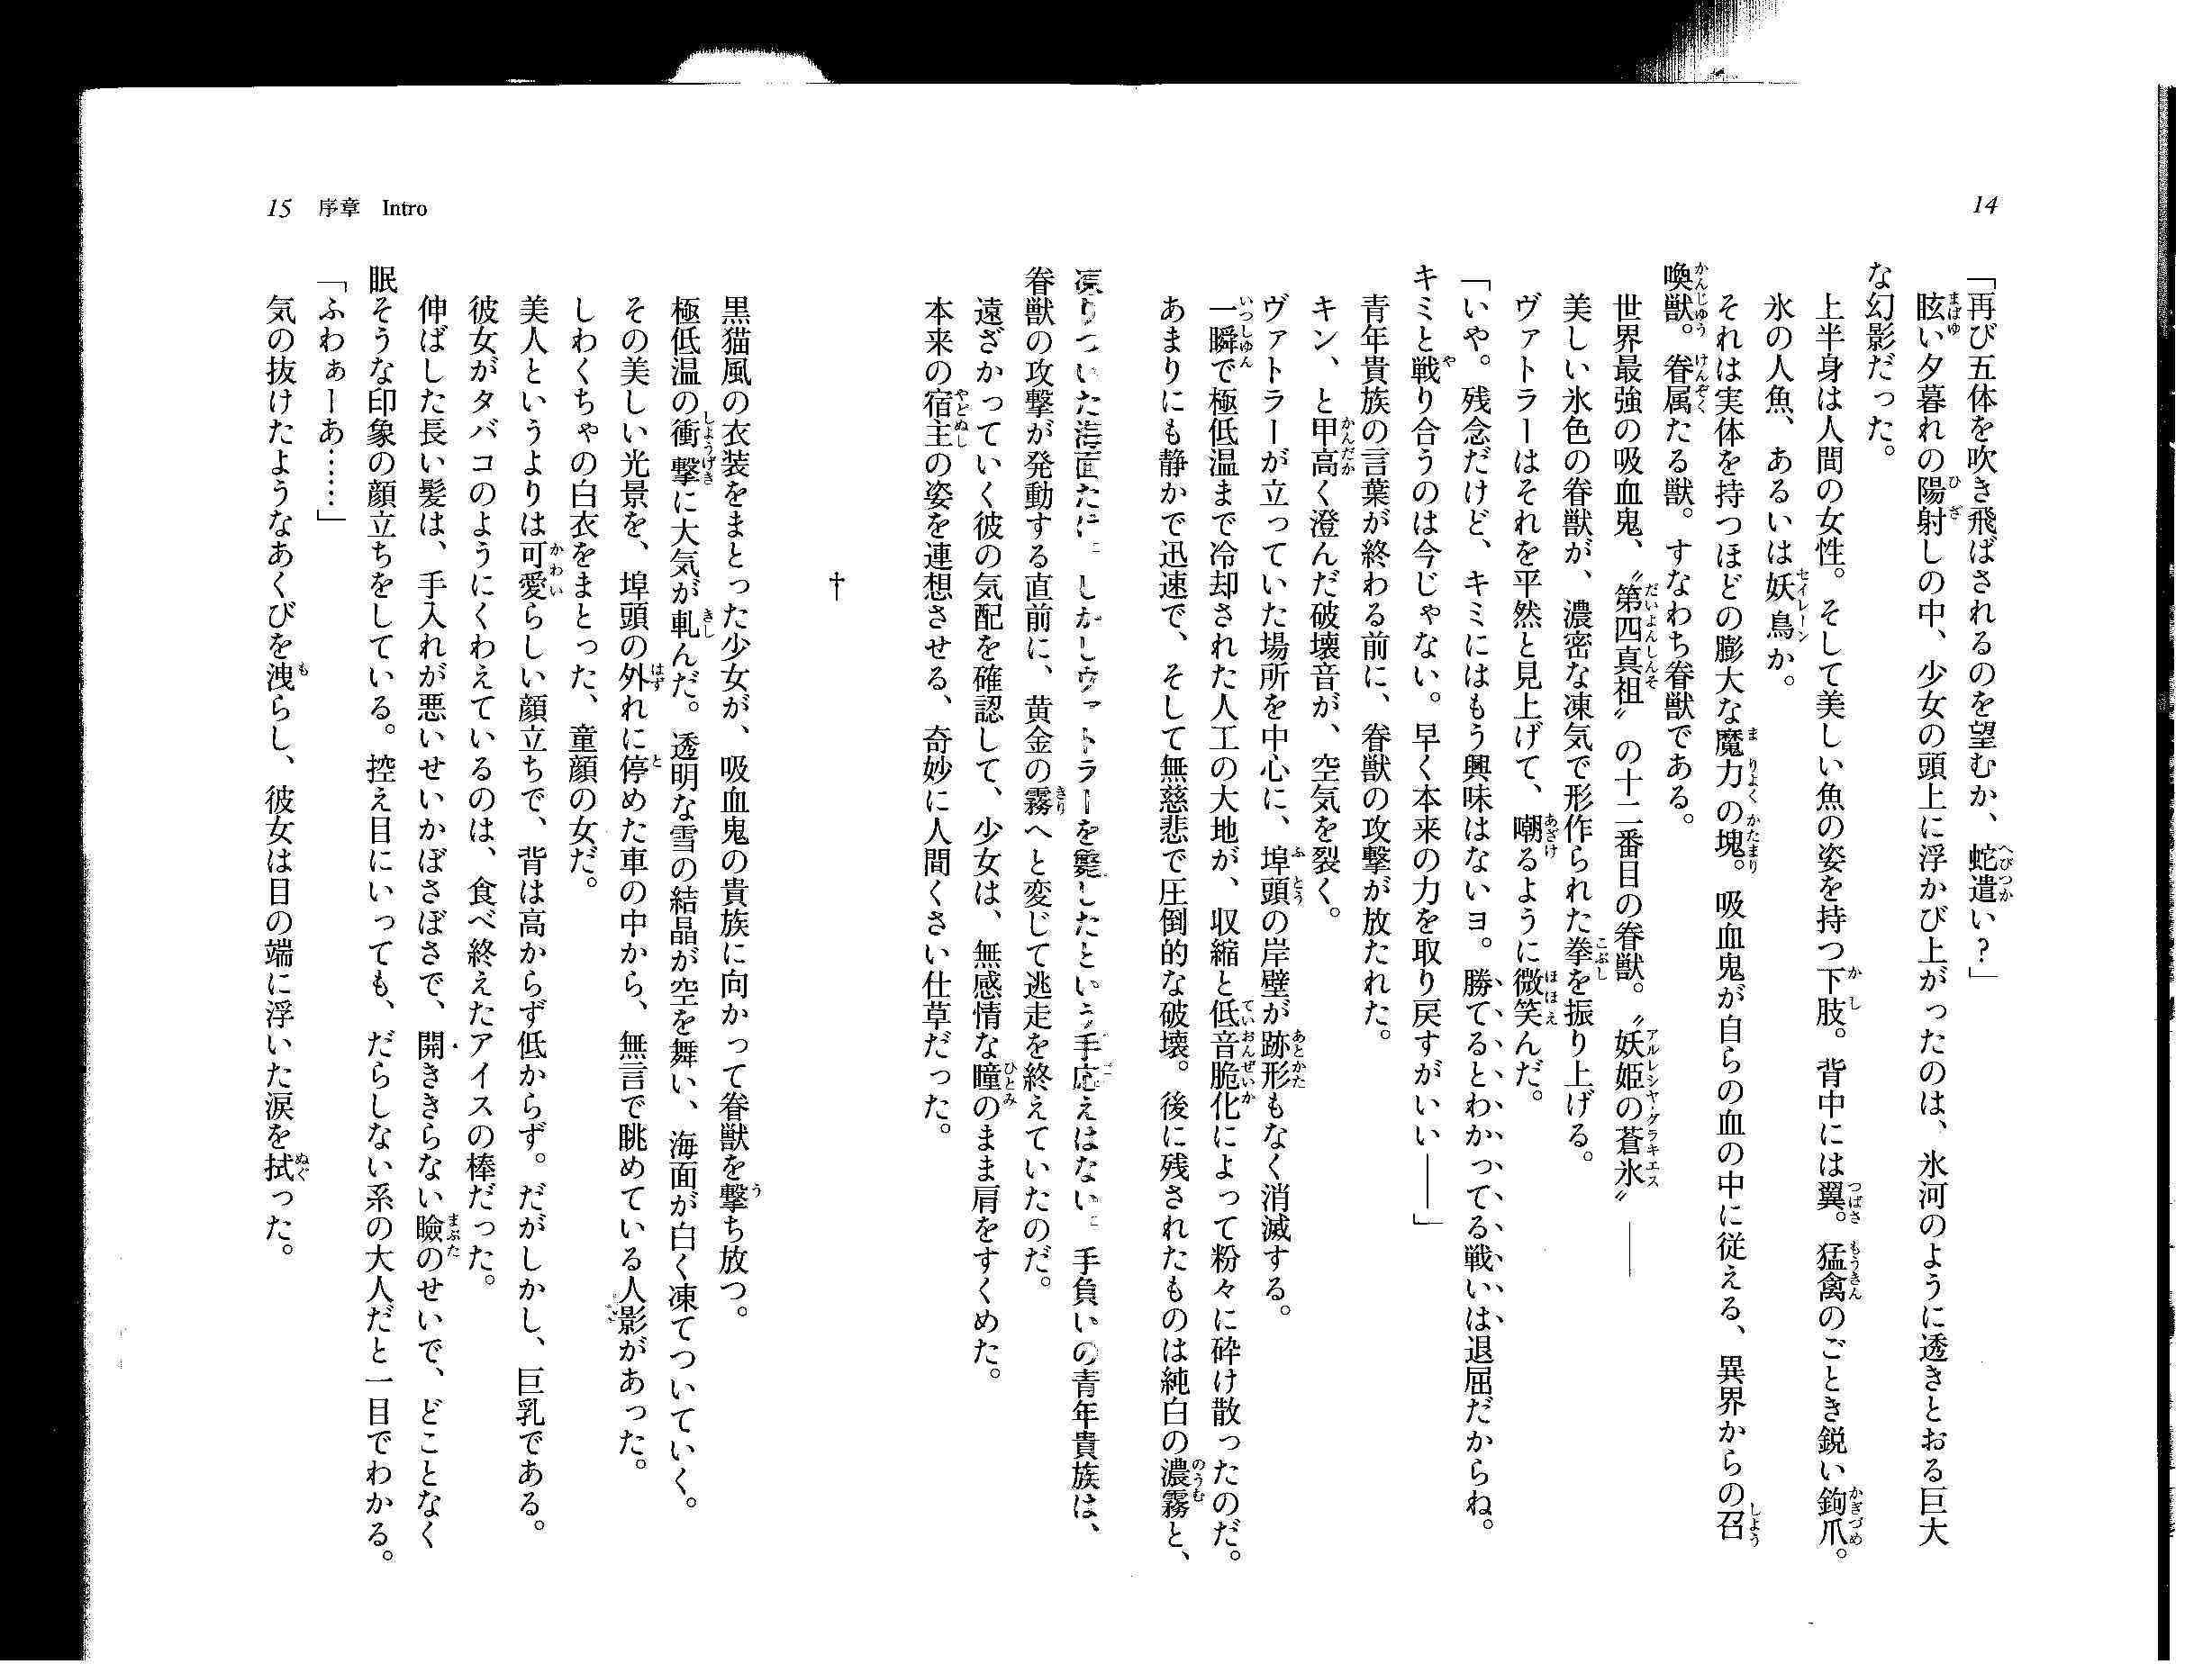 14
「再び五体を吹き飛ばされるのを望むか、蛇遣い?」
眩い夕暮れの陽射しの中、少女の頭上に浮かび上がったのは、氷河のように透きとおる巨大
な幻影だった。
上半身は人間の女性。そして美しい魚の姿を持つ下肢。背中には翼。猛禽のごとき鋭い鉤爪。
氷の人魚、あるいは妖鳥か。
それは実体を持つほどの膨大な魔力の塊。吸血鬼が自らの血の中に従える、異界からの召
喚獣。眷属たる獣。すなわち眷獣である。
世界最強の吸血鬼、〝第四真祖〟の十二番目の眷獣。〝妖姫の蒼氷〟――
美しい氷色の眷獣が、濃密な凍気で形作られた拳を振り上げる。
ヴァトラーはそれを平然と見上げて、嘲るように微笑んだ。
「いや。残念だけど、キミにはもう興味はないヨ。勝てるとわかってる戦いは退屈だからね。
キミと戦り合うのは今じゃない。早く本来の力を取り戻すがいい――」
青年貴族の言葉が終わる前に、眷獣の攻撃が放たれた。
キン、と甲高く澄んだ破壊音が、空気を裂く。
ヴァトラーが立っていた場所を中心に、埠頭の岸壁が跡形もなく消滅する。
一瞬で極低温まで冷却された人工の大地が、収縮と低音脆化によって粉々に砕け散ったのだ。
あまりにも静かで迅速で、そして無慈悲で圧倒的な破壊。後に残されたものは純白の濃霧と、
凍りついた海面だけ。しかしヴァトラーを斃したという手応えはない。手負いの青年貴族は、
眷獣の攻撃が発動する直前に、黄金の霧へと変じて逃走を終えていたのだ。
遠ざかっていく彼の気配を確認して、少女は、無感情な瞳のまま肩をすくめた。
本来の宿主の姿を連想させる、奇妙に人間くさい仕草だった。
†
黒猫風の衣装をまとった少女が、吸血鬼の貴族に向かって眷獣を撃ち放つ。
極低温の衝撃に大気が軋んだ。透明な雪の結晶が空を舞い、海面が白く凍てついていく。
その美しい光景を、埠頭の外れに停めた車の中から、無言で眺めている人影があった。
しわくちゃの白衣をまとった、童顔の女だ。
美人というよりは可愛らしい顔立ちで、背は高からず低からず。だがしかし、巨乳である。
彼女がタバコのようにくわえているのは、食べ終えたアイスの棒だった。
伸ばした長い髪は、手入れが悪いせいかぼさぼさで、開ききらない瞼のせいで、どことなく
眠そうな印象の顔立ちをしている。控え目にいっても、だらしない系の大人だと一目でわかる。
「ふわぁーあ……」
気の抜けたようなあくびを洩らし、彼女は目の端に浮いた涙を拭った。
15 序章 Intro